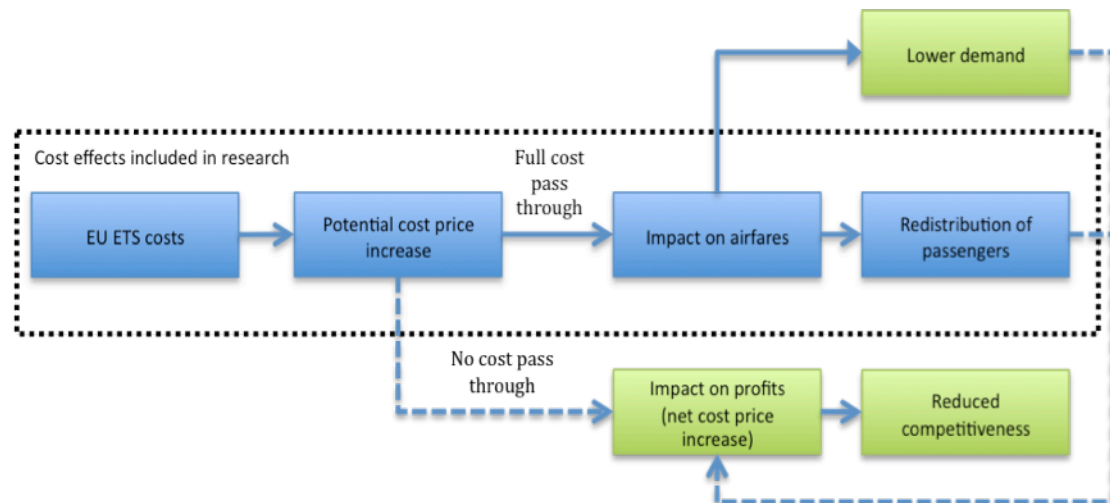 Lower demand
Cost effects included in research
Full cost
pass
through
EU ETS costs
Potential cost price
increase
Impact on airfares
Redistribution of
passengers
No cost pass
through
Impact on profits
(net cost price
increase)
Reduced
competitiveness